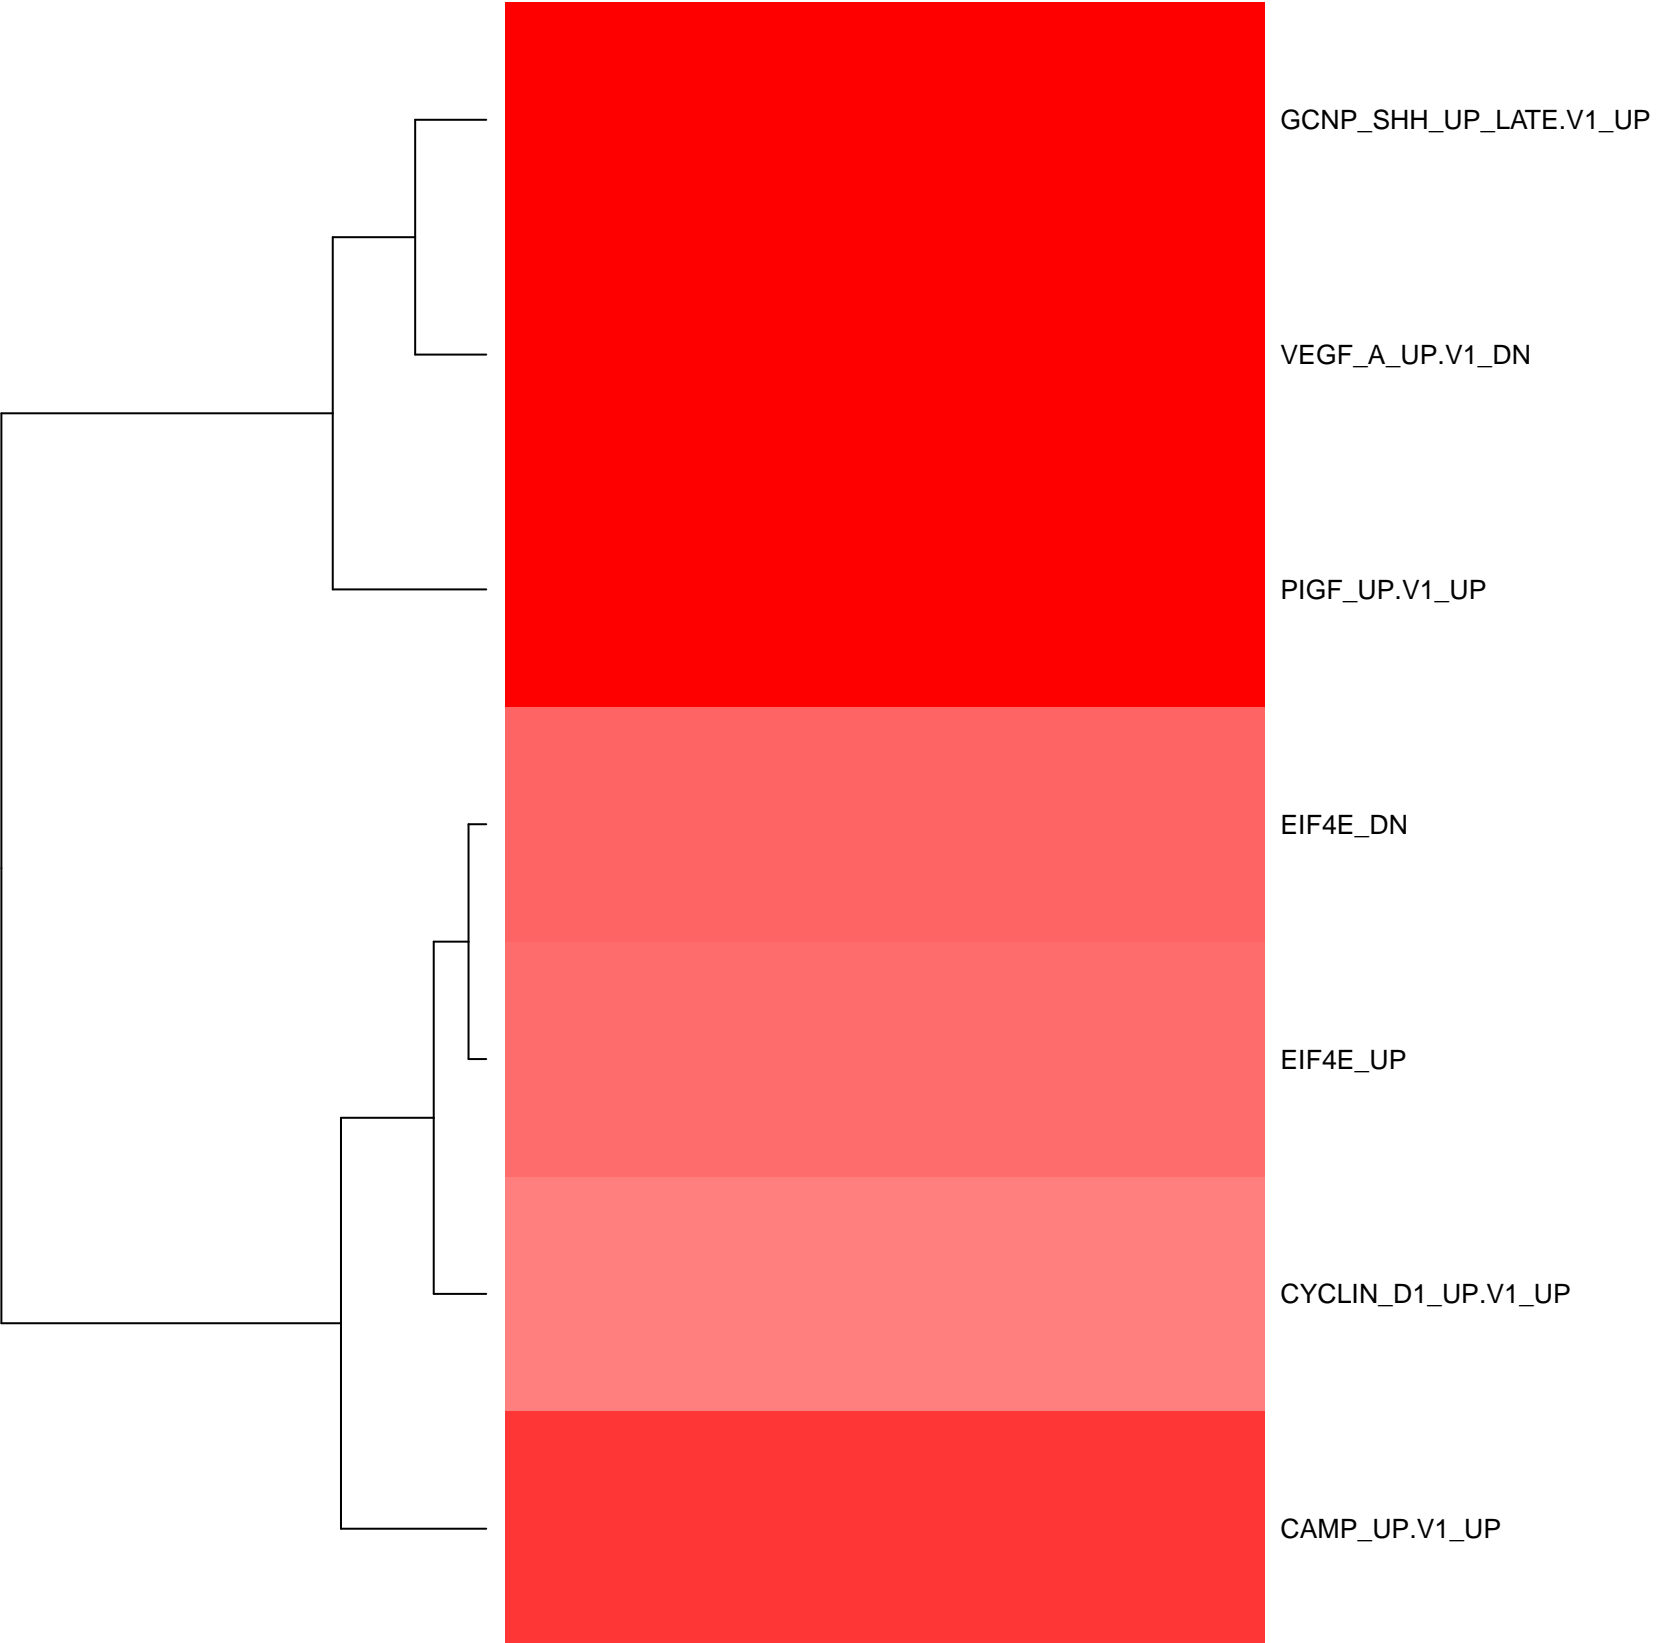 GCNP_SHH_UP_LATE.V1_UP
VEGF_A_UP.V1_DN
PIGF_UP.V1_UP
EIF4E_DN
EIF4E_UP
CYCLIN_D1_UP.V1_UP
CAMP_UP.V1_UP